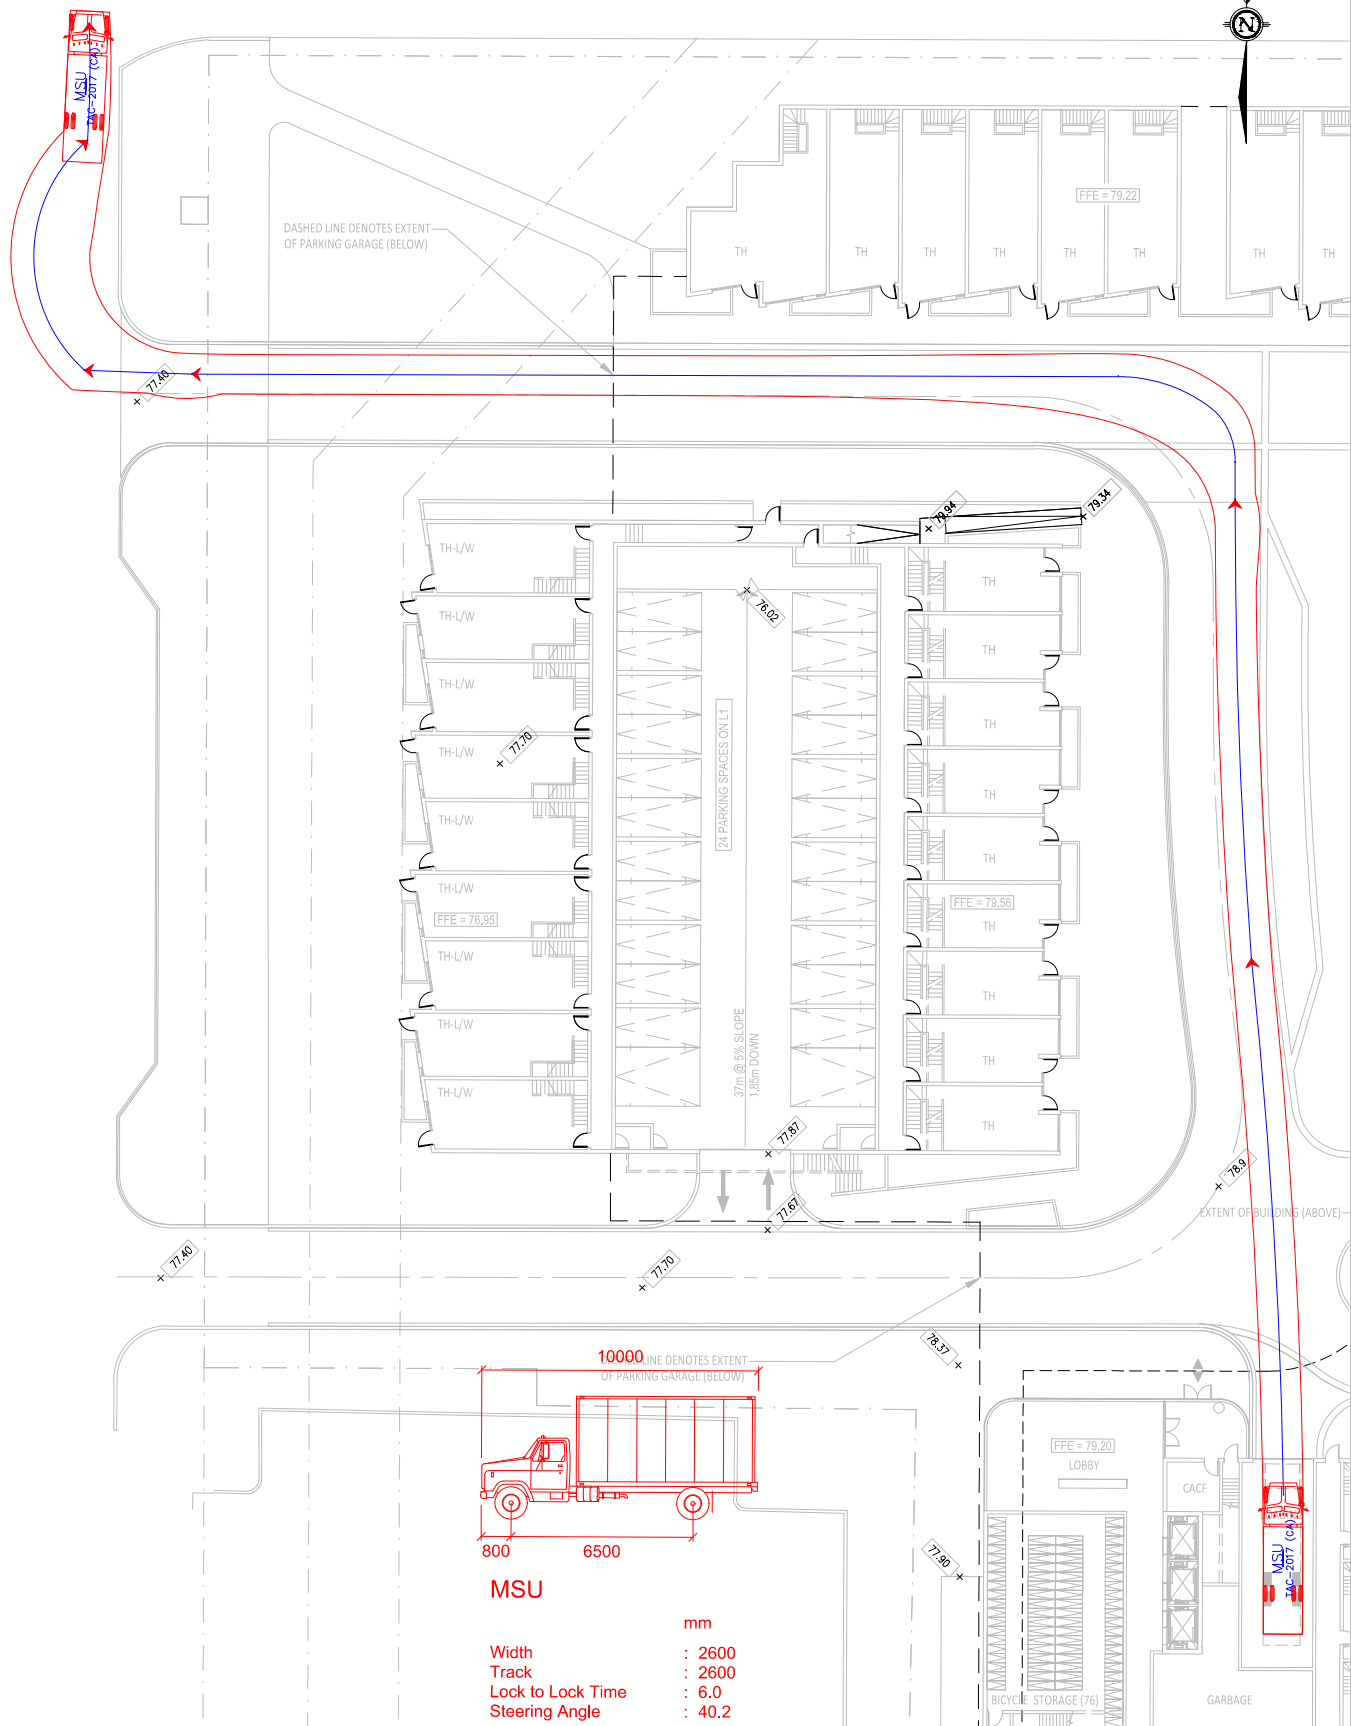 N
MSU
TAC-2017 (CA)
DASHED LINE DENOTES EXTENT
OF PARKING GARAGE (BELOW)
FFE = 79.22
TH
TH
TH
TH
TH
TH
TH
TH
77.40
79.94
79.34
TH-L/W
TH-L/W
TH-L/W
TH-L/W
TH-L/W
TH-L/W
TH-L/W
TH-L/W
TH-L/W
77.70
FFE = 76.95
76.02
24 PARKING SPACES ON L1
37m @ 5% SLOPE
1.85m DOWN
TH
TH
TH
TH
TH
TH
TH
TH
TH
FFE = 79.56
77.87
77.67
78.9
EXTENT OF BUILDING (ABOVE)
77.40
77.70
78.37
DASHED LINE DENOTES EXTENT
OF PARKING GARAGE (BELOW)
10000
800
6500
MSU
mm
Width : 2600
Track : 2600
Lock to Lock Time : 6.0
Steering Angle : 40.2
FFE = 79.20
LOBBY
CACF
77.90
BICYCLE STORAGE (76)
GARBAGE
MSU
TAC-2017 (CA)